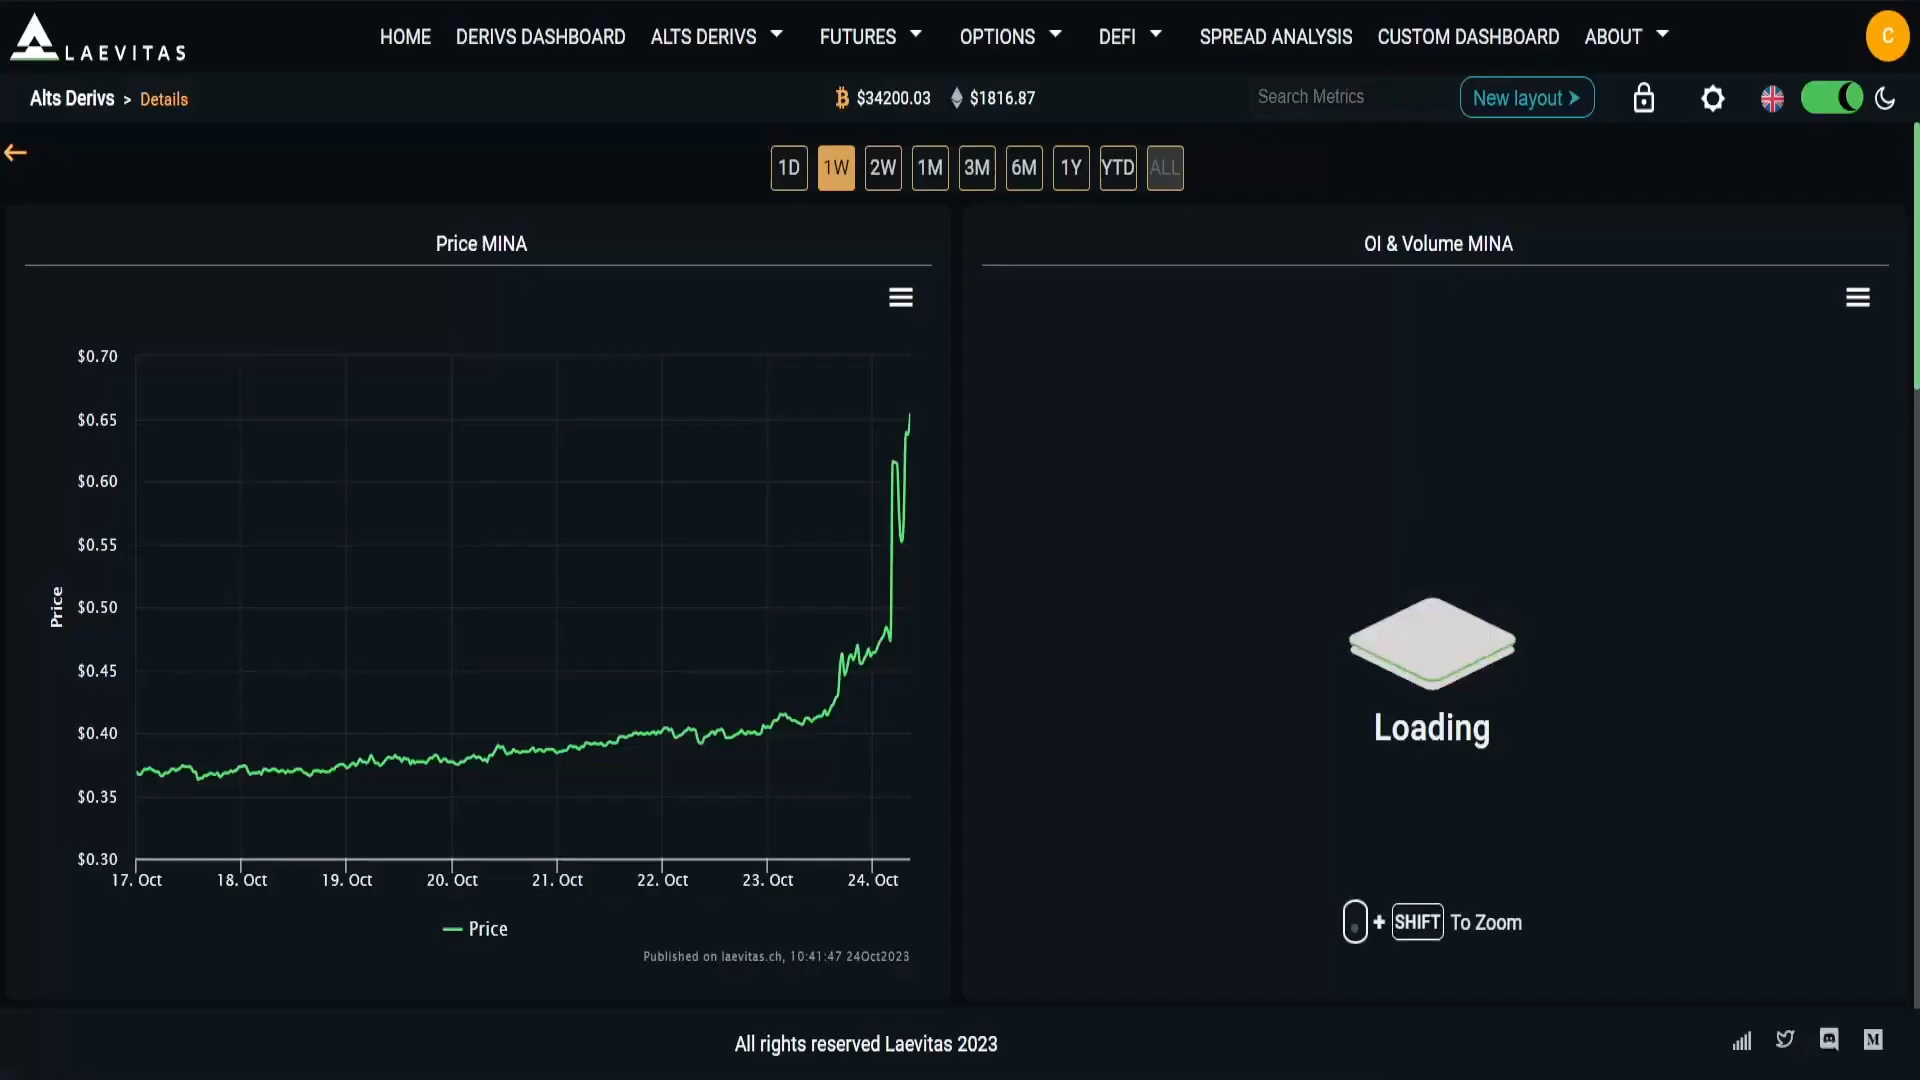 LAEVITAS
HOME DERIVS DASHBOARD ALTS DERIVS FUTURES OPTIONS DEFI SPREAD ANALYSIS CUSTOM DASHBOARD ABOUT
C
Alts Derivs > Details
$34200.03 $1816.87
Search Metrics
New layout
1D 1W 2W 1M 3M 6M 1Y YTD ALL
Price MINA
$0.70
$0.65
$0.60
$0.55
$0.50
$0.45
$0.40
$0.35
$0.30
Price
17. Oct 18. Oct 19. Oct 20. Oct 21. Oct 22. Oct 23. Oct 24. Oct
Price
Published on laevitas.ch, 10:41:47 24Oct2023
OI & Volume MINA
Loading
+ SHIFT To Zoom
All rights reserved Laevitas 2023
M